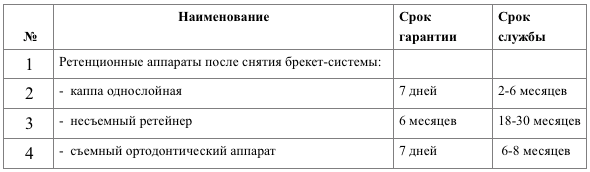 № Наименование Срок гарантии Срок службы
1 Ретенционные аппараты после снятия брекет-системы:
2 - каппа однослойная 7 дней 2-6 месяцев
3 - несъемный ретейнер 6 месяцев 18-30 месяцев
4 - съемный ортодонтический аппарат 7 дней 6-8 месяцев